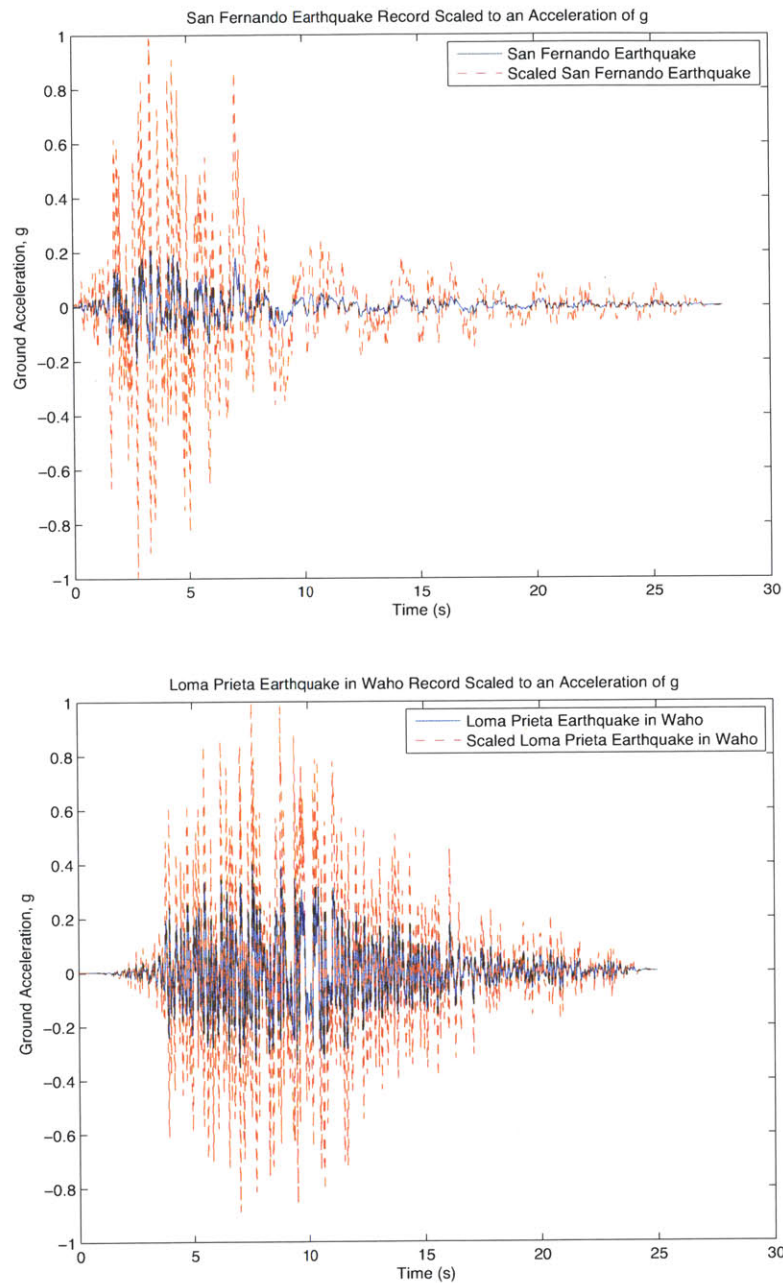 San Fernando Earthquake Record Scaled to an Acceleration of g
San Fernando Earthquake
Scaled San Fernando Earthquake
Ground Acceleration, g
1
0.8
0.6
0.4
0.2
0
−0.2
−0.4
−0.6
−0.8
−1
0 5 10 15 20 25 30
Time (s)
Loma Prieta Earthquake in Waho Record Scaled to an Acceleration of g
Loma Prieta Earthquake in Waho
Scaled Loma Prieta Earthquake in Waho
Ground Acceleration, g
1
0.8
0.6
0.4
0.2
0
−0.2
−0.4
−0.6
−0.8
−1
0 5 10 15 20 25 30
Time (s)